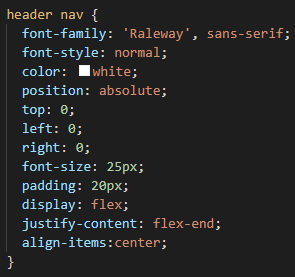 header nav {
font-family: 'Raleway', sans-serif;
font-style: normal;
color: white;
position: absolute;
top: 0;
left: 0;
right: 0;
font-size: 25px;
padding: 20px;
display: flex;
justify-content: flex-end;
align-items:center;
}